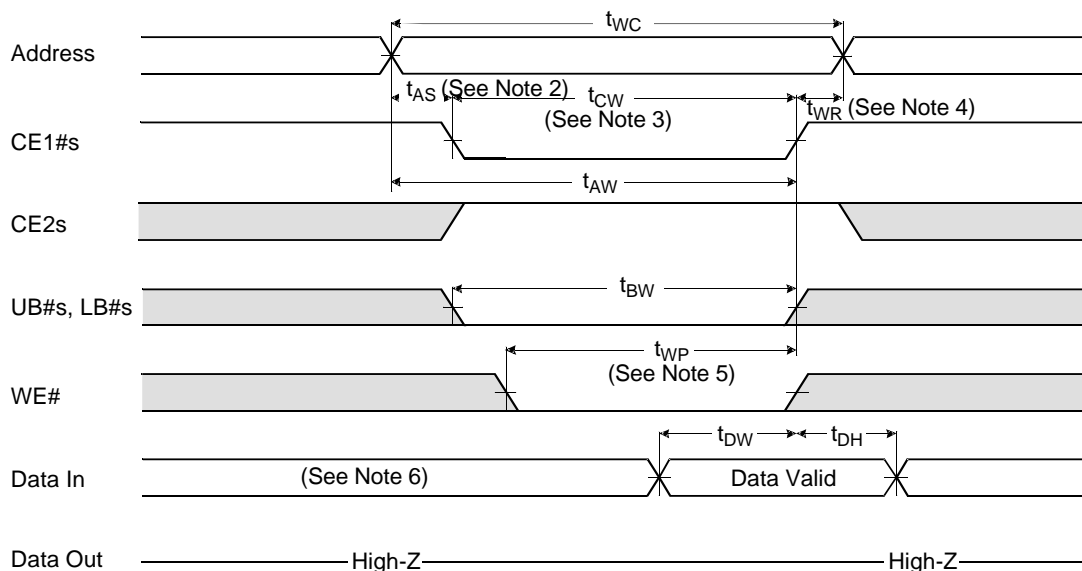 tWC
Address
tAS (See Note 2)
tCW
(See Note 3)
tWR (See Note 4)
CE1#s
tAW
CE2s
tBW
UB#s, LB#s
tWP
(See Note 5)
WE#
tDW
tDH
Data In
(See Note 6)
Data Valid
Data Out
High-Z
High-Z